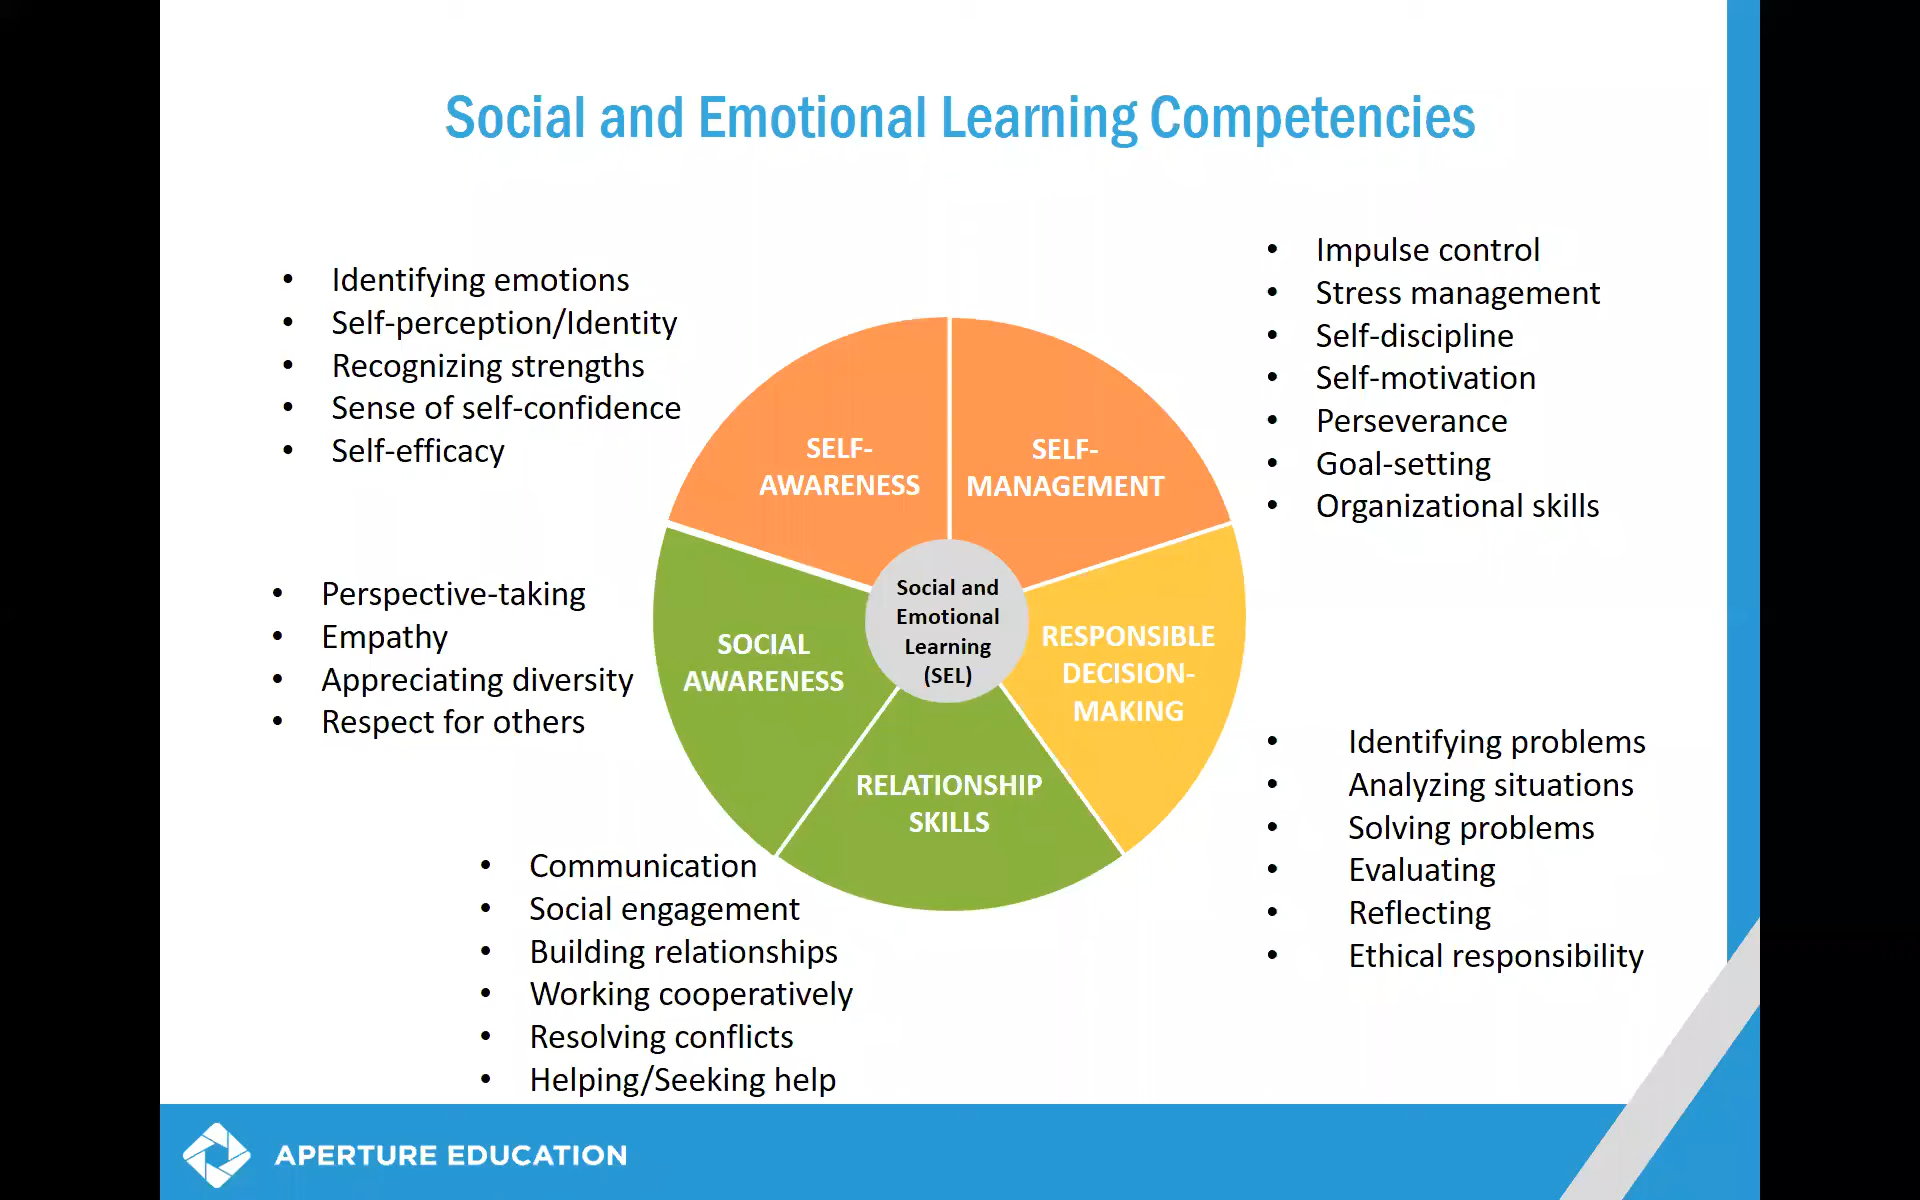 Social and Emotional Learning Competencies
• Identifying emotions
• Self-perception/Identity
• Recognizing strengths
• Sense of self-confidence
• Self-efficacy
• Impulse control
• Stress management
• Self-discipline
• Self-motivation
• Perseverance
• Goal-setting
• Organizational skills
SELF-
AWARENESS
SELF-
MANAGEMENT
Social and
Emotional
Learning
(SEL)
• Perspective-taking
• Empathy
• Appreciating diversity
• Respect for others
SOCIAL
AWARENESS
RESPONSIBLE
DECISION-
MAKING
RELATIONSHIP
SKILLS
• Identifying problems
• Analyzing situations
• Solving problems
• Evaluating
• Reflecting
• Ethical responsibility
• Communication
• Social engagement
• Building relationships
• Working cooperatively
• Resolving conflicts
• Helping/Seeking help
APERTURE EDUCATION